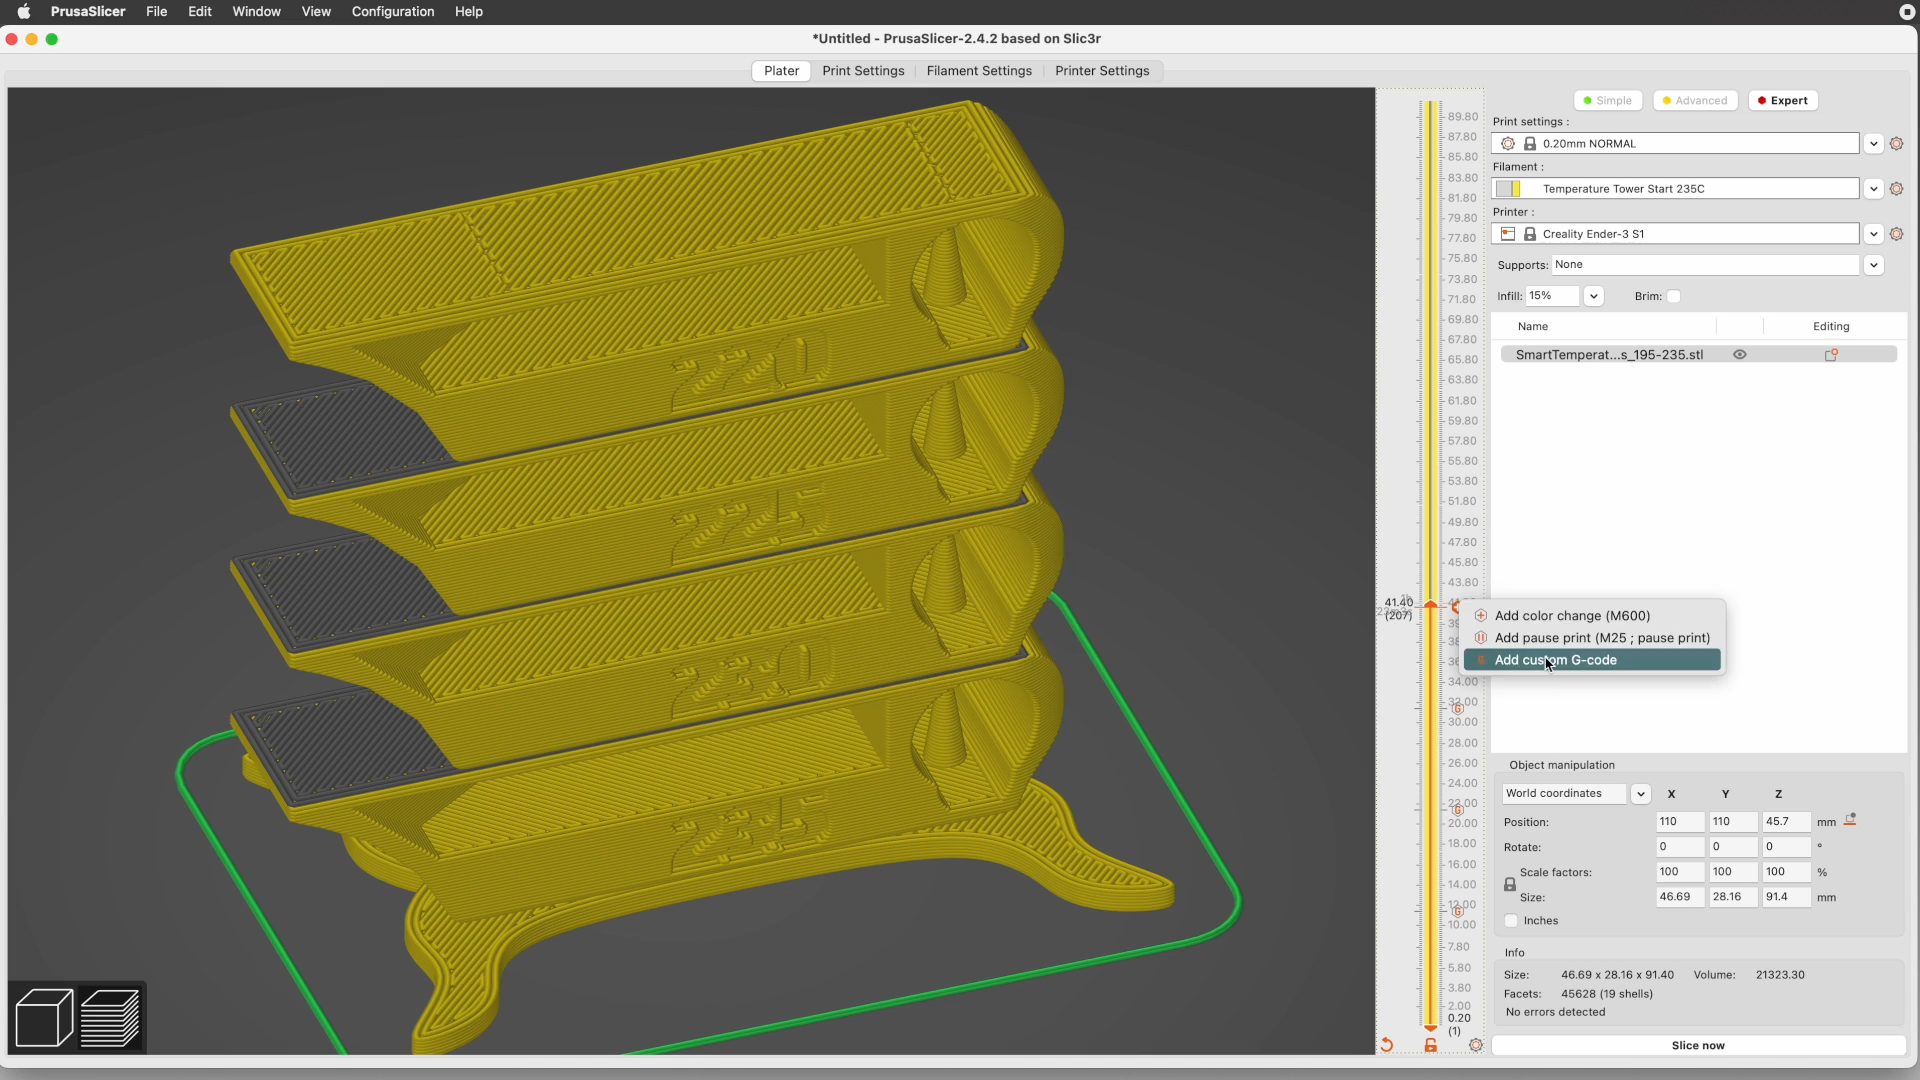 PrusaSlicer File Edit Window View Configuration Help
*Untitled - PrusaSlicer-2.4.2 based on Slic3r
Plater Print Settings Filament Settings Printer Settings
Simple Advanced Expert
Print settings :
0.20mm NORMAL
Filament :
Temperature Tower Start 235C
Printer :
Creality Ender-3 S1
Supports: None
Infill: 15% Brim:
Name Editing
SmartTemperat...s_195-235.stl
220
225
230
235
89.80
87.80
85.80
83.80
81.80
79.80
77.80
75.80
73.80
71.80
69.80
67.80
65.80
63.80
61.80
59.80
57.80
55.80
53.80
51.80
49.80
47.80
45.80
43.80
41.40
(207)
34.00
32.00
30.00
28.00
26.00
24.00
22.00
20.00
18.00
16.00
14.00
12.00
10.00
7.80
5.80
3.80
2.00
0.20
(1)
Add color change (M600)
Add pause print (M25 ; pause print)
Add custom G-code
Object manipulation
World coordinates X Y Z
Position: 110 110 45.7 mm
Rotate: 0 0 0 °
Scale factors: 100 100 100 %
Size: 46.69 28.16 91.4 mm
Inches
Info
Size: 46.69 x 28.16 x 91.40 Volume: 21323.30
Facets: 45628 (19 shells)
No errors detected
Slice now